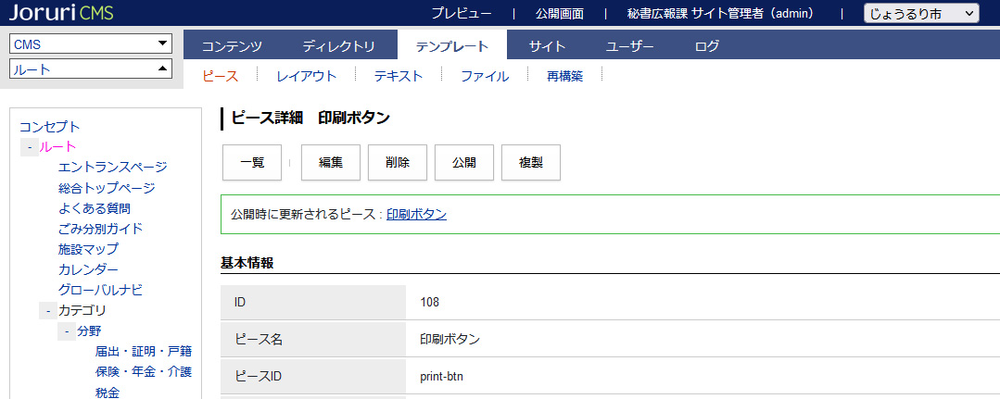 Joruri CMS
プレビュー | 公開画面 | 秘書広報課 サイト管理者（admin） | じょうるり市
CMS
ルート
コンテンツ ディレクトリ テンプレート サイト ユーザー ログ
ピース レイアウト テキスト ファイル 再構築
コンセプト
- ルート
エントランスページ
総合トップページ
よくある質問
ごみ分別ガイド
施設マップ
カレンダー
グローバルナビ
- カテゴリ
- 分野
届出・証明・戸籍
保険・年金・介護
税金
ピース詳細　印刷ボタン
一覧 | 編集 削除 公開 複製
公開時に更新されるピース : 印刷ボタン
基本情報
ID 108
ピース名 印刷ボタン
ピースID print-btn